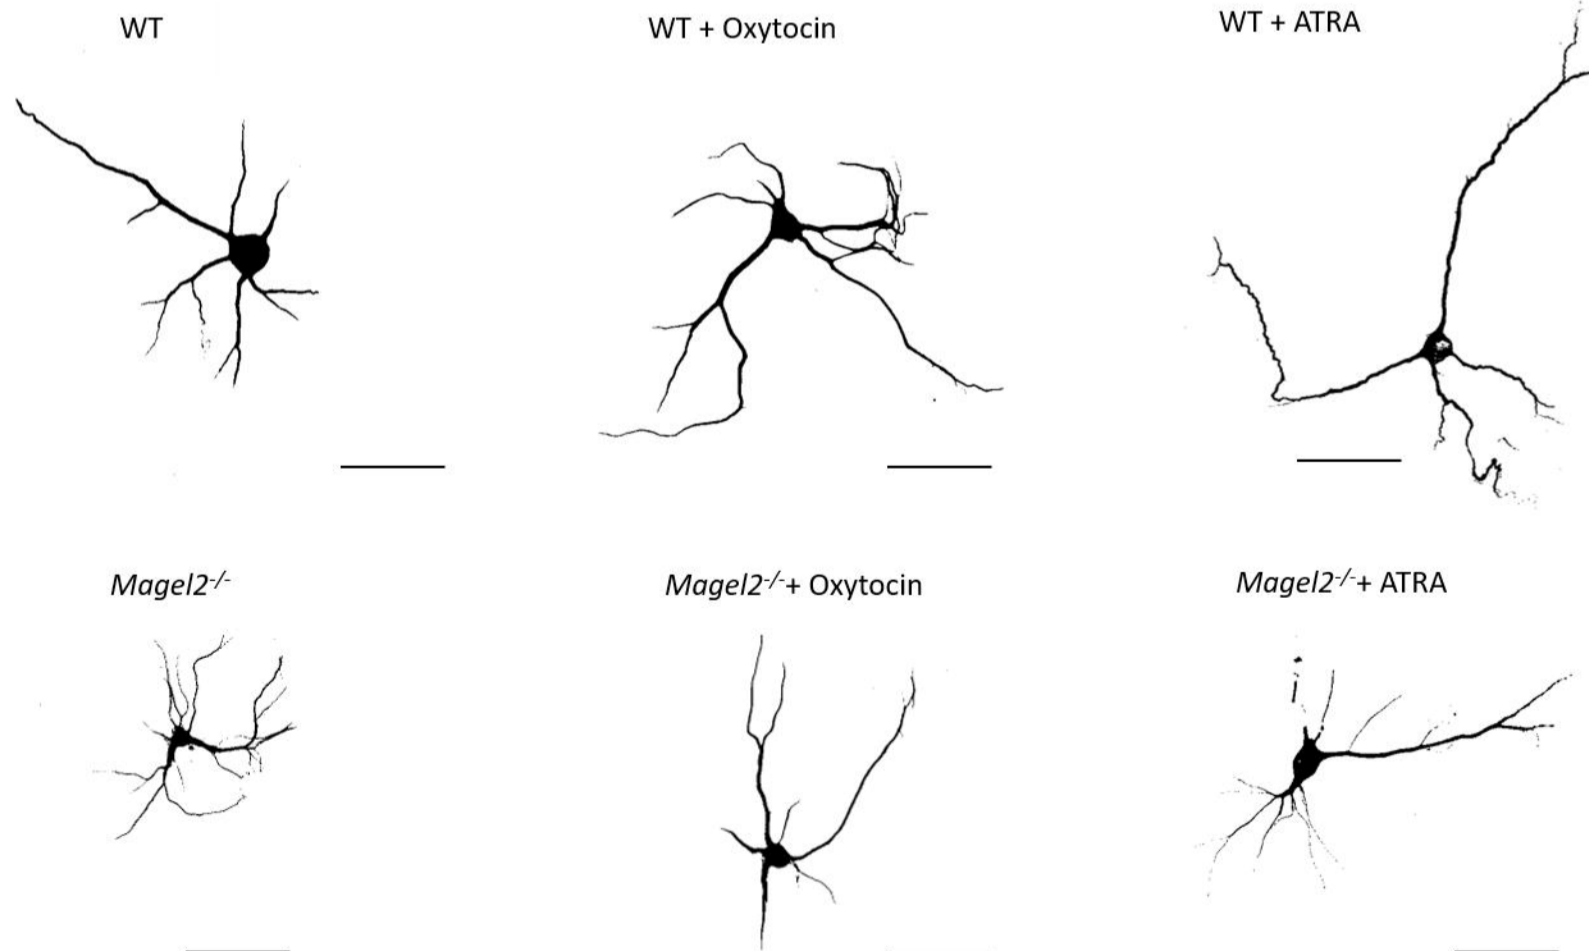 WT
WT + Oxytocin
WT + ATRA
Magel2-/-
Magel2-/-+ Oxytocin
Magel2-/-+ ATRA